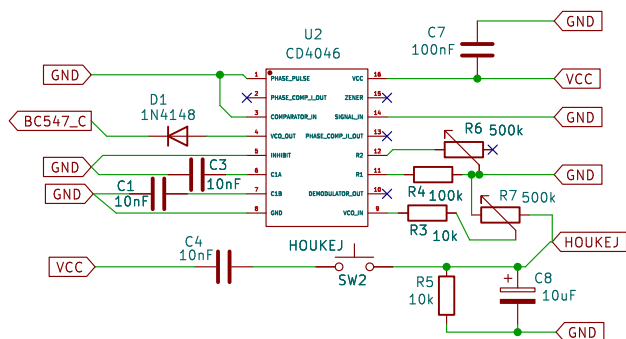 GND
C7
100nF
U2
CD4046
GND
VCC
1 PHASE_PULSE VCC 16
2 PHASE_COMP_I_OUT ZENER 15
3 COMPARATOR_IN SIGNAL_IN 14
4 VCO_OUT PHASE_COMP_II_OUT 13
5 INHIBIT R2 12
6 C1A R1 11
7 C1B DEMODULATOR_OUT 10
8 GND VCO_IN 9
D1
1N4148
BC547_C
GND
R6 500k
GND
C3
10nF
GND
C1
10nF
R4 100k
GND
R7 500k
R3 10k
HOUKEJ
C4
10nF
HOUKEJ
VCC
SW2
R5
10k
+
C8
10uF
GND